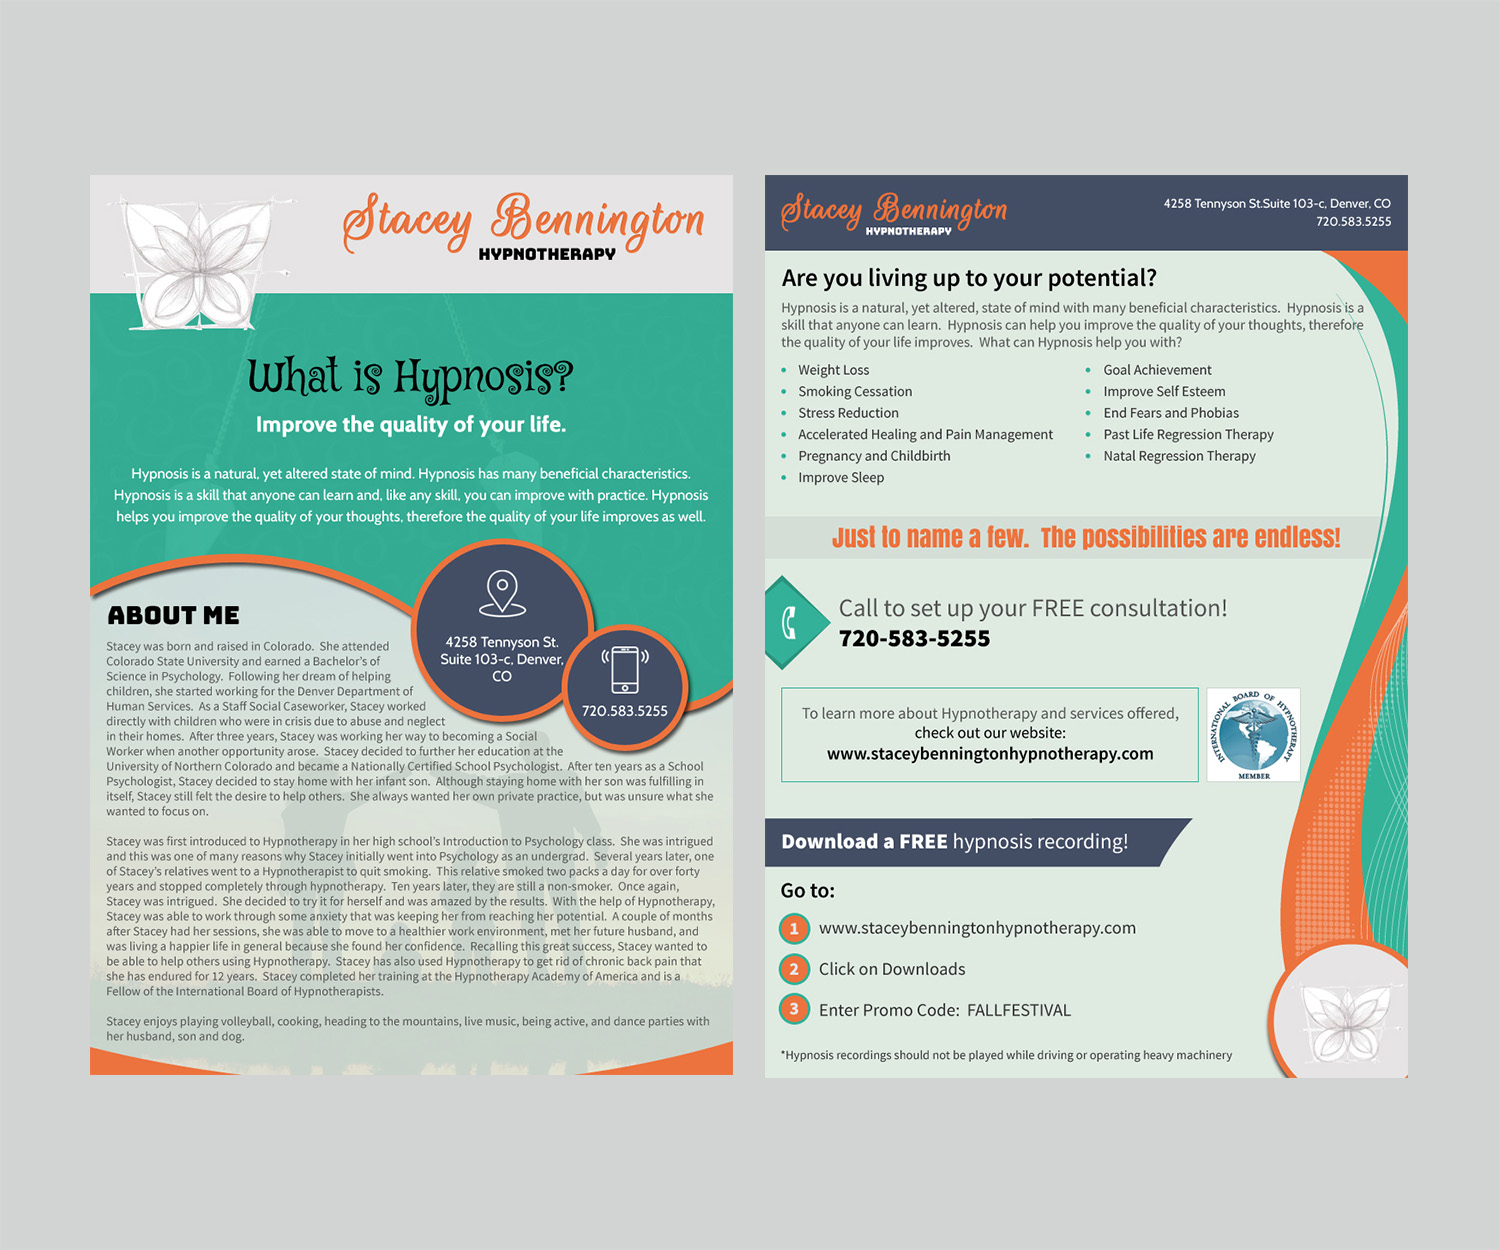 Stacey Bennington
HYPNOTHERAPY
What is Hypnosis?
Improve the quality of your life.
Hypnosis is a natural, yet altered state of mind. Hypnosis has many beneficial characteristics.
Hypnosis is a skill that anyone can learn and, like any skill, you can improve with practice. Hypnosis
helps you improve the quality of your thoughts, therefore the quality of your life improves as well.
4258 Tennyson St.
Suite 103-c, Denver,
CO
720.583.5255
ABOUT ME
Stacey was born and raised in Colorado. She attended
Colorado State University and earned a Bachelor's of
Science in Psychology. Following her dream of helping
children, she started working for the Denver Department of
Human Services. As a Staff Social Caseworker, Stacey worked
directly with children who were in crisis due to abuse and neglect
in their homes. After three years, Stacey was working her way to becoming a Social
Worker when another opportunity arose. Stacey decided to further her education at the
University of Northern Colorado and became a Nationally Certified School Psychologist. After ten years as a School
Psychologist, Stacey decided to stay home with her infant son. Although staying home with her son was fulfilling in
itself, Stacey still felt the desire to help others. She always wanted her own private practice, but was unsure what she
wanted to focus on.
Stacey was first introduced to Hypnotherapy in her high school's Introduction to Psychology class. She was intrigued
and this was one of many reasons why Stacey initially went into Psychology as an undergrad. Several years later, one
of Stacey's relatives went to a Hypnotherapist to quit smoking. This relative smoked two packs a day for over forty
years and stopped completely through hypnotherapy. Ten years later, they are still a non-smoker. Once again,
Stacey was intrigued. She decided to try it for herself and was amazed by the results. With the help of Hypnotherapy,
Stacey was able to work through some anxiety that was keeping her from reaching her potential. A couple of months
after Stacey had her sessions, she was able to move to a healthier work environment, met her future husband, and
was living a happier life in general because she found her confidence. Recalling this great success, Stacey wanted to
be able to help others using Hypnotherapy. Stacey has also used Hypnotherapy to get rid of chronic back pain that
she has endured for 12 years. Stacey completed her training at the Hypnotherapy Academy of America and is a
Fellow of the International Board of Hypnotherapists.
Stacey enjoys playing volleyball, cooking, heading to the mountains, live music, being active, and dance parties with
her husband, son and dog.
Stacey Bennington
HYPNOTHERAPY
4258 Tennyson St.Suite 103-c, Denver, CO
720.583.5255
Are you living up to your potential?
Hypnosis is a natural, yet altered, state of mind with many beneficial characteristics. Hypnosis is a
skill that anyone can learn. Hypnosis can help you improve the quality of your thoughts, therefore
the quality of your life improves. What can Hypnosis help you with?
• Weight Loss
• Smoking Cessation
• Stress Reduction
• Accelerated Healing and Pain Management
• Pregnancy and Childbirth
• Improve Sleep
• Goal Achievement
• Improve Self Esteem
• End Fears and Phobias
• Past Life Regression Therapy
• Natal Regression Therapy
Just to name a few. The possibilities are endless!
Call to set up your FREE consultation!
720-583-5255
To learn more about Hypnotherapy and services offered,
check out our website:
www.staceybenningtonhypnotherapy.com
INTERNATIONAL BOARD OF HYPNOTHERAPY
MEMBER
Download a FREE hypnosis recording!
Go to:
1 www.staceybenningtonhypnotherapy.com
2 Click on Downloads
3 Enter Promo Code: FALLFESTIVAL
*Hypnosis recordings should not be played while driving or operating heavy machinery